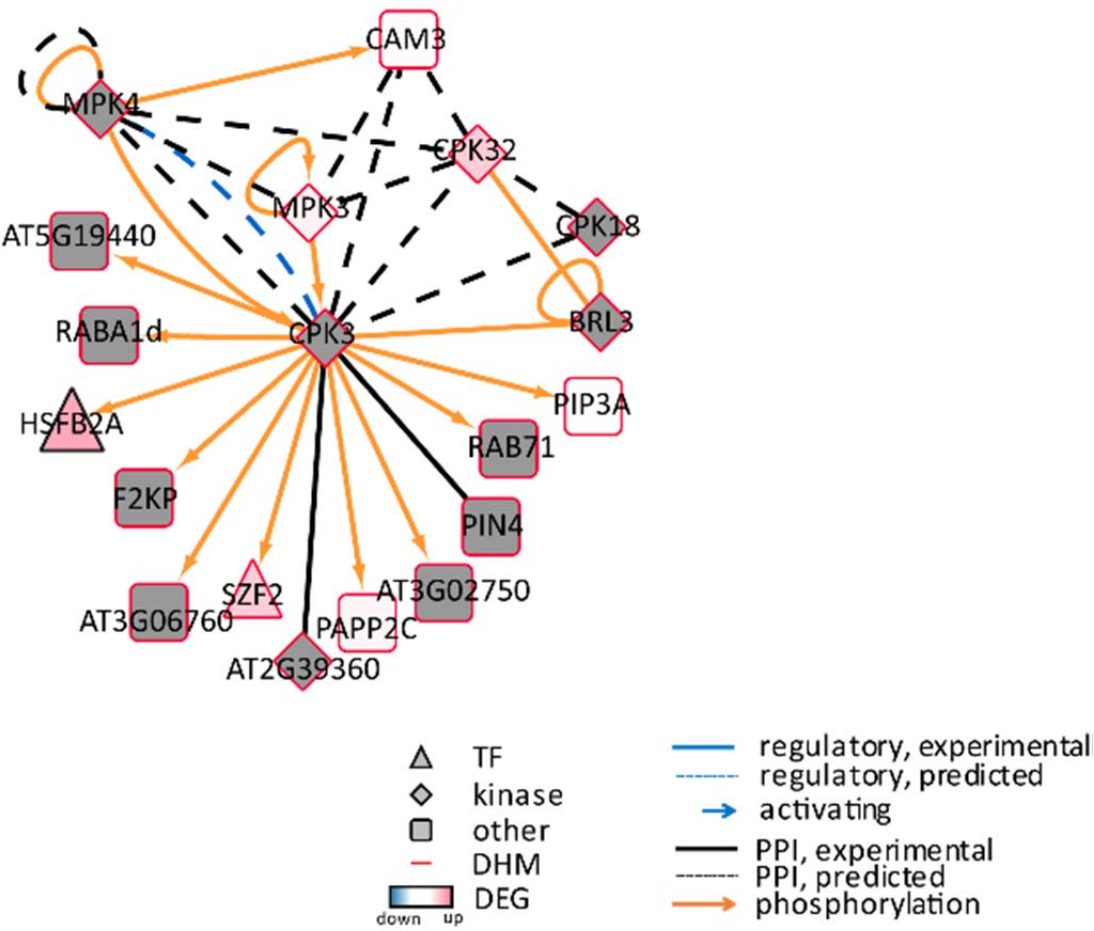 CAM3
MPK4
CPK32
MPK3
CPK18
AT5G19440
RABA1d
CPK3
BRL3
HSFB2A
PIP3A
RAB71
F2KP
PIN4
SZF2
AT3G02750
AT3G06760
PAPP2C
AT2G39360
TF
kinase
other
DHM
DEG
down up
regulatory, experimental
regulatory, predicted
activating
PPI, experimental
PPI, predicted
phosphorylation